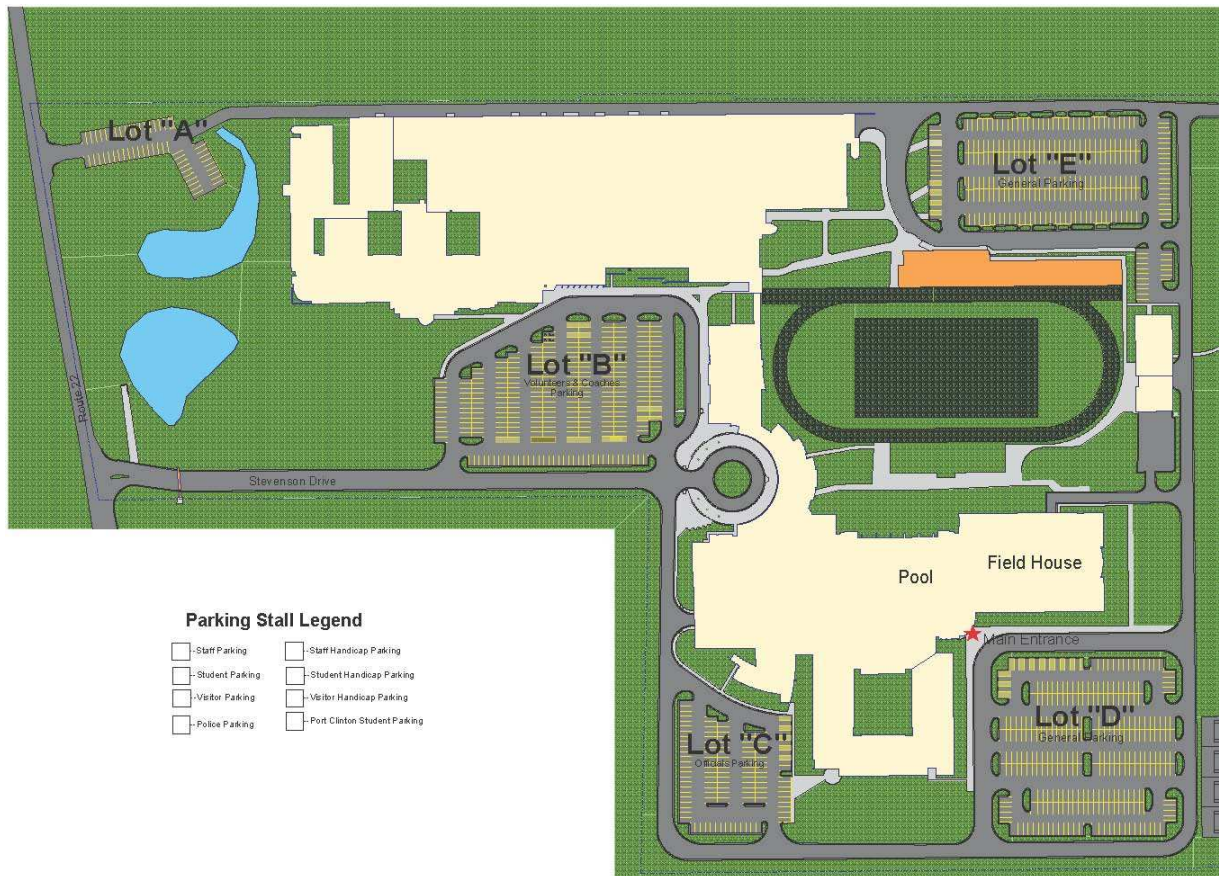 Lot "A"
Lot "E"
General Parking
Lot "B"
Volunteers & Coaches
Parking
Route 22
Stevenson Drive
Pool
Field House
Main Entrance
Parking Stall Legend
-Staff Parking
-Staff Handicap Parking
-Student Parking
-Student Handicap Parking
-Visitor Parking
-Visitor Handicap Parking
-Police Parking
-Port Clinton Student Parking
Lot "C"
Officials Parking
Lot "D"
General Parking